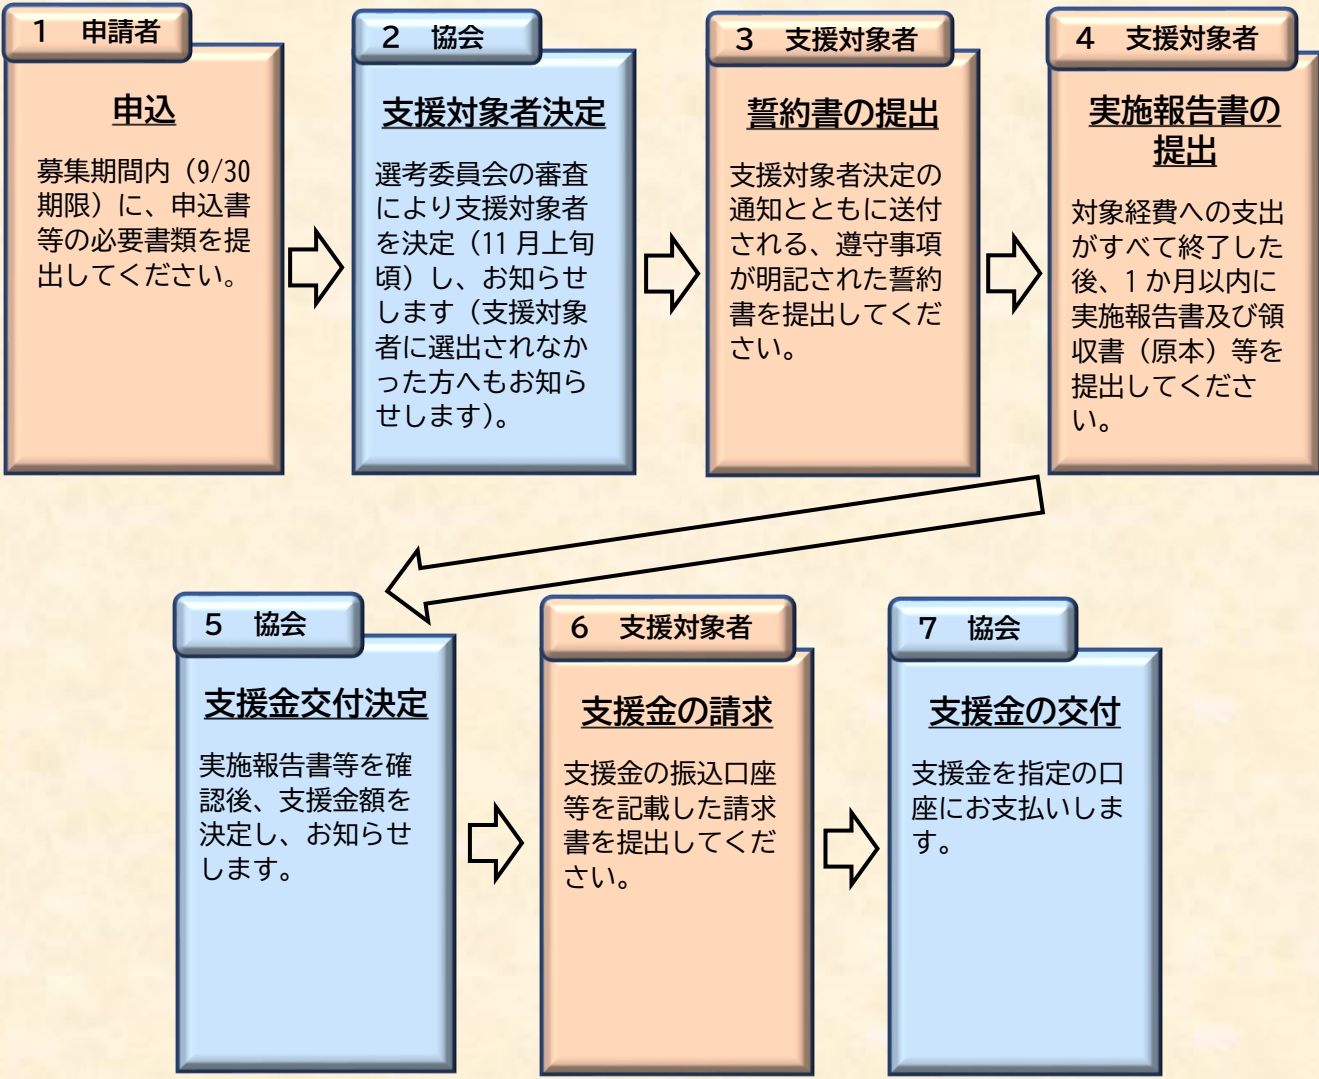 1 申請者
申込
募集期間内（9/30
期限）に、申込書
等の必要書類を提
出してください。
2 協会
支援対象者決定
選考委員会の審査
により支援対象者
を決定（11月上旬
頃）し、お知らせ
します（支援対象
者に選出されなか
った方へもお知ら
せします）。
3 支援対象者
誓約書の提出
支援対象者決定の
通知とともに送付
される、遵守事項
が明記された誓約
書を提出してくだ
さい。
4 支援対象者
実施報告書の
提出
対象経費への支出
がすべて終了した
後、1か月以内に
実施報告書及び領
収書（原本）等を
提出してくださ
い。
5 協会
支援金交付決定
実施報告書等を確
認後、支援金額を
決定し、お知らせ
します。
6 支援対象者
支援金の請求
支援金の振込口座
等を記載した請求
書を提出してくだ
さい。
7 協会
支援金の交付
支援金を指定の口
座にお支払いしま
す。